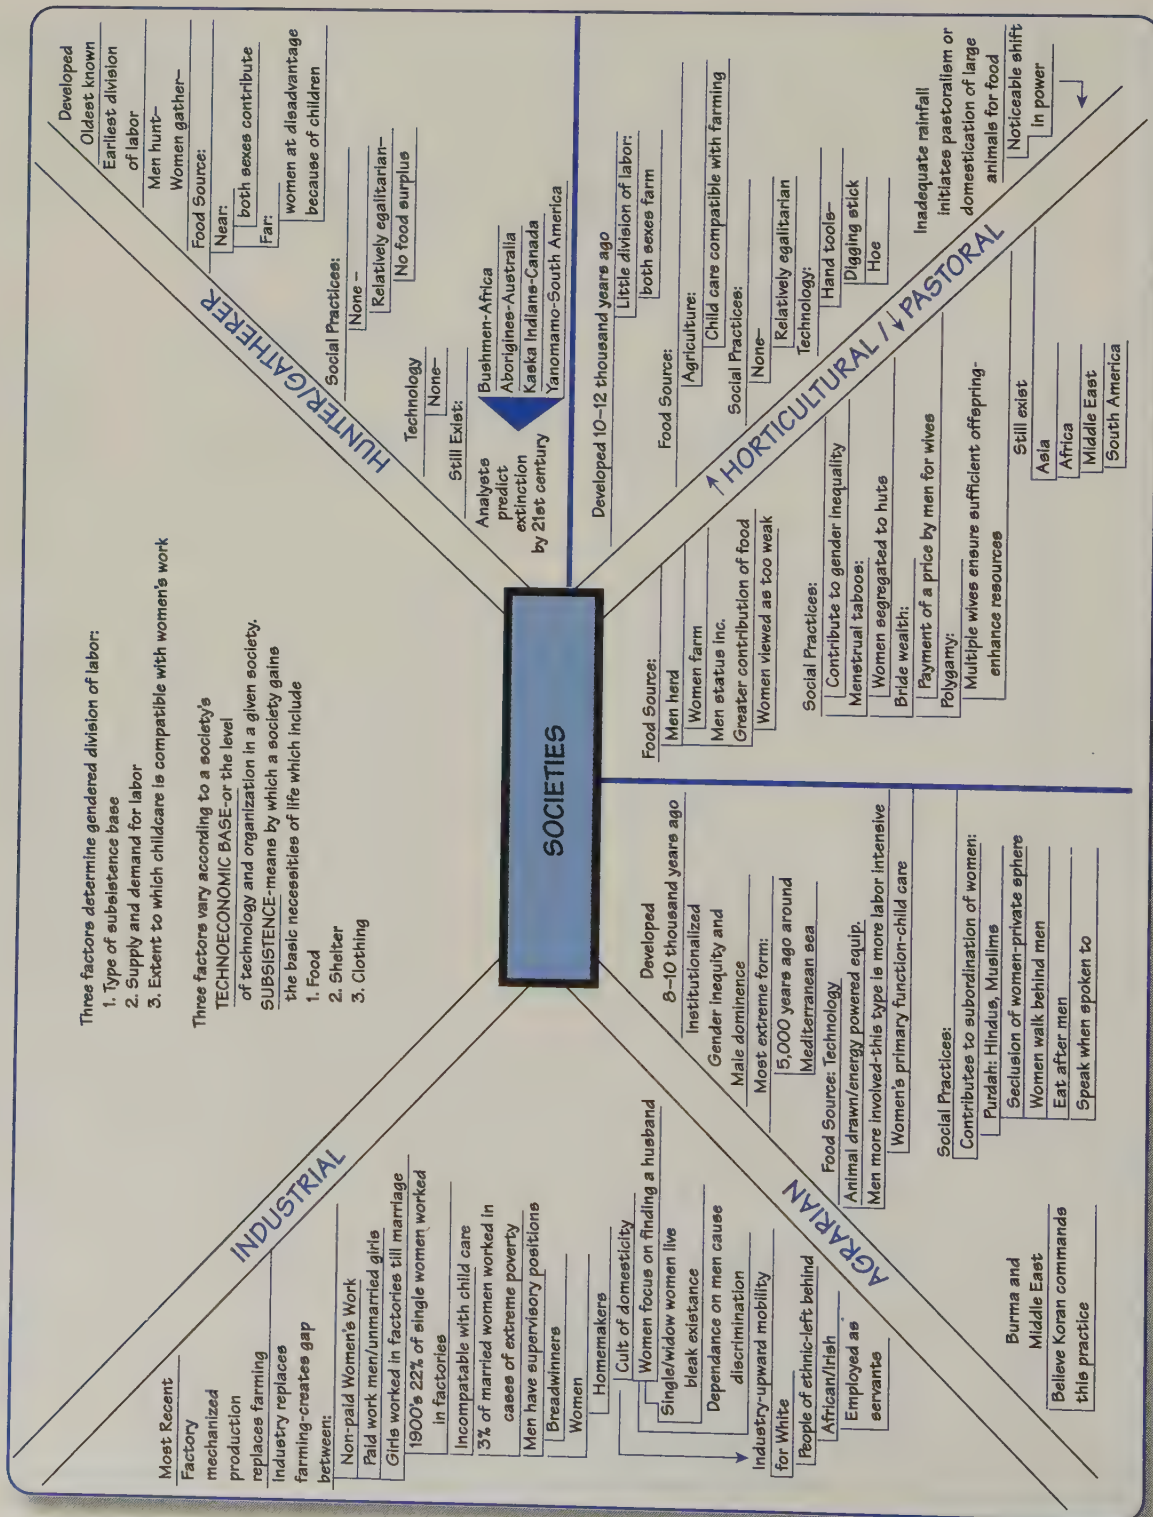 Three factors determine gendered division of labor:
1. Type of subsistence base
2. Supply and demand for labor
3. Extent to which childcare is compatible with women's work
Three factors vary according to a society's
TECHNOECONOMIC BASE-or the level
of technology and organization in a given society.
SUBSISTENCE-means by which a society gains
the basic necessities of life which include
1. Food
2. Shelter
3. Clothing
SOCIETIES
INDUSTRIAL
Most Recent
Factory
mechanized
production
replaces farming
Industry replaces
farming-creates gap
between:
Non-paid Women's Work
Paid work men/unmarried girls
Girls worked in factories till marriage
1900's 22% of single women worked
in factories
Incompatable with child care
3% of married women worked in
cases of extreme poverty
Men have supervisory positions
Breadwinners
Women
Homemakers
Cult of domesticity
Women focus on finding a husband
Single/widow women live
bleak existance
Dependance on men cause
discrimination
Industry-upward mobility
for White
People of ethnic-left behind
African/Irish
Employed as
servants
HUNTER/GATHERER
Developed
Oldest known
Earliest division
of labor
Men hunt–
Women gather–
Food Source:
Near:
both sexes contribute
Far:
women at disadvantage
because of children
Social Practices:
None –
Relatively egalitarian–
No food surplus
Technology
None–
Still Exist:
Bushmen-Africa
Aborigines-Australia
Kaska Indians-Canada
Yanomamo-South America
Analysts
predict
extinction
by 21st century
↑ HORTICULTURAL / ↓ PASTORAL
Developed 10–12 thousand years ago
Little division of labor:
both sexes farm
Food Source:
Agriculture:
Child care compatible with farming
Social Practices:
None–
Relatively egalitarian
Technology:
Hand tools–
Digging stick
Hoe
Inadequate rainfall
initiates pastoralism or
domestication of large
animals for food
Noticeable shift
in power
Food Source:
Men herd
Women farm
Men status inc.
Greater contribution of food
Women viewed as too weak
Social Practices:
Contribute to gender inequality
Menstrual taboos:
Women segregated to huts
Bride wealth:
Payment of a price by men for wives
Polygamy:
Multiple wives ensure sufficient offspring-
enhance resources
Still exist
Asia
Africa
Middle East
South America
AGRARIAN
Developed
8–10 thousand years ago
Institutionalized
Gender inequity and
Male dominence
Most extreme form:
5,000 years ago around
Mediterranean sea
Food Source: Technology
Animal drawn/energy powered equip.
Men more involved-this type is more labor intensive
Women's primary function-child care
Social Practices:
Contributes to subordination of women:
Purdah: Hindus, Muslims
Seclusion of women-private sphere
Women walk behind men
Eat after men
Speak when spoken to
Burma and
Middle East
Believe Koran commands
this practice